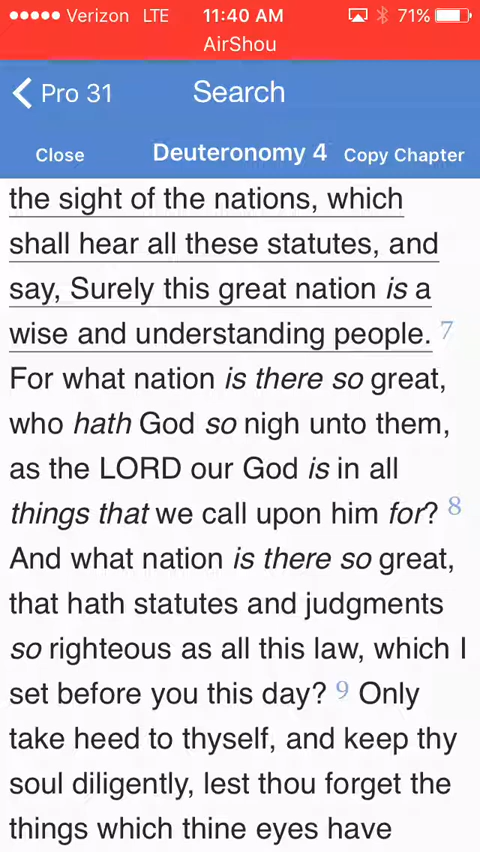 Verizon LTE 11:40 AM 71%
AirShou
Pro 31 Search
Close Deuteronomy 4 Copy Chapter
the sight of the nations, which
shall hear all these statutes, and
say, Surely this great nation is a
wise and understanding people. 7
For what nation is there so great,
who hath God so nigh unto them,
as the LORD our God is in all
things that we call upon him for? 8
And what nation is there so great,
that hath statutes and judgments
so righteous as all this law, which I
set before you this day? 9 Only
take heed to thyself, and keep thy
soul diligently, lest thou forget the
things which thine eyes have